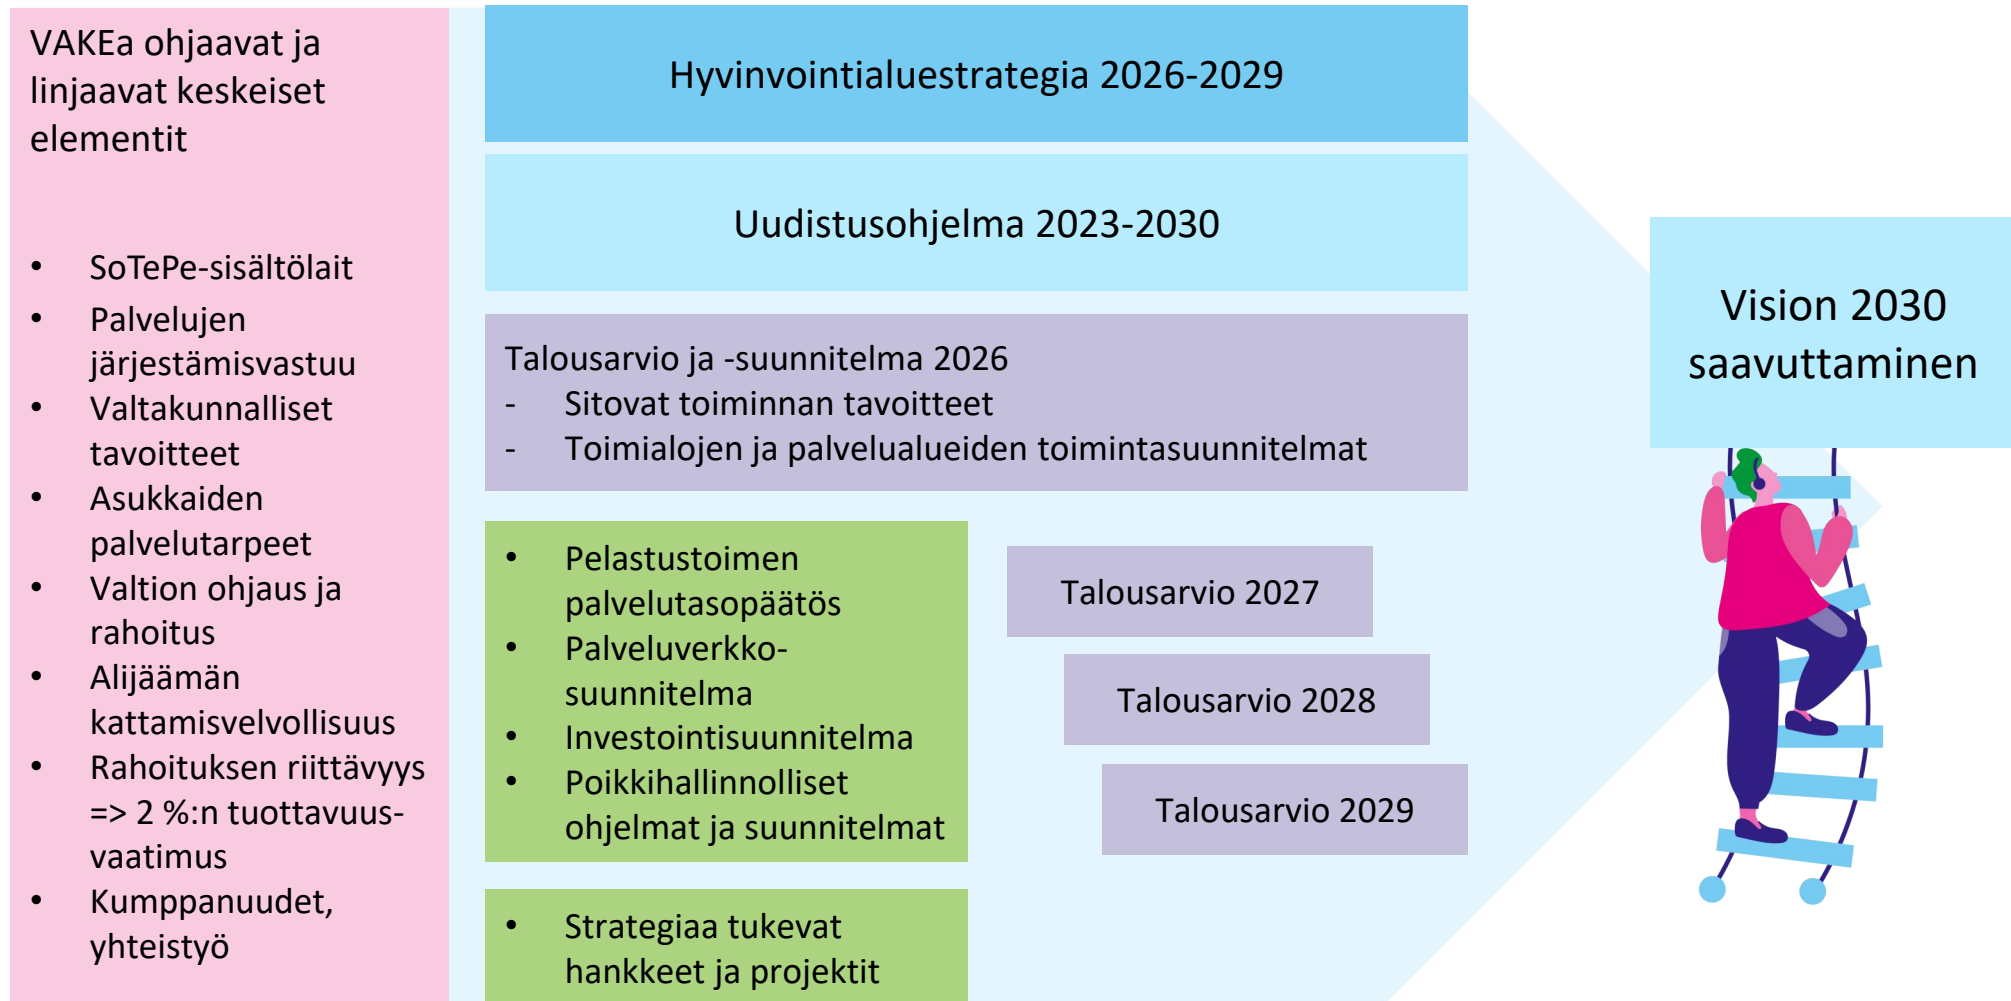 VAKEa ohjaavat ja
linjaavat keskeiset
elementit
• SoTePe-sisältölait
• Palvelujen
järjestämisvastuu
• Valtakunnalliset
tavoitteet
• Asukkaiden
palvelutarpeet
• Valtion ohjaus ja
rahoitus
• Alijäämän
kattamisvelvollisuus
• Rahoituksen riittävyys
=> 2 %:n tuottavuus-
vaatimus
• Kumppanuudet,
yhteistyö
Hyvinvointialuestrategia 2026-2029
Uudistusohjelma 2023-2030
Talousarvio ja -suunnitelma 2026
- Sitovat toiminnan tavoitteet
- Toimialojen ja palvelualueiden toimintasuunnitelmat
• Pelastustoimen
palvelutasopäätös
• Palveluverkko-
suunnitelma
• Investointisuunnitelma
• Poikkihallinnolliset
ohjelmat ja suunnitelmat
• Strategiaa tukevat
hankkeet ja projektit
Talousarvio 2027
Talousarvio 2028
Talousarvio 2029
Vision 2030
saavuttaminen